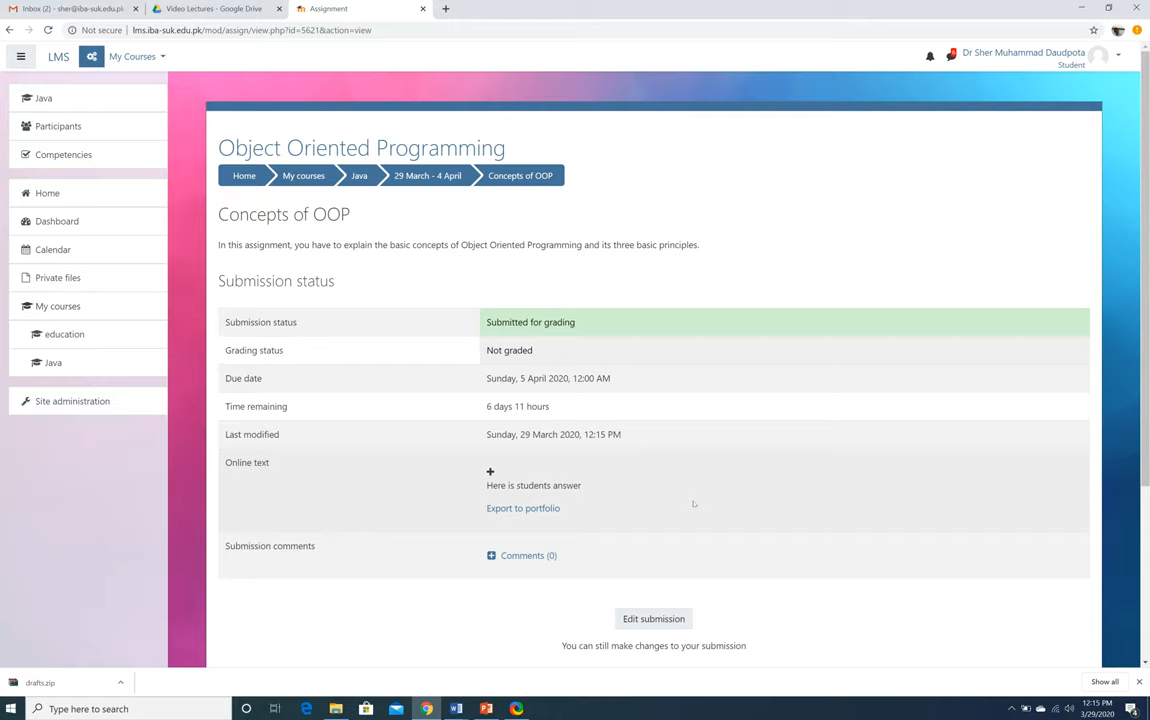 Inbox (2) - sher@iba-suk.edu.pk
Video Lectures - Google Drive
Assignment
Not secure
lms.iba-suk.edu.pk/mod/assign/view.php?id=5621&action=view
LMS
My Courses
Dr Sher Muhammad Daudpota
Student
Java
Participants
Competencies
Home
Dashboard
Calendar
Private files
My courses
education
Java
Site administration
Object Oriented Programming
Home
My courses
Java
29 March - 4 April
Concepts of OOP
Concepts of OOP
In this assignment, you have to explain the basic concepts of Object Oriented Programming and its three basic principles.
Submission status
Submission status
Submitted for grading
Grading status
Not graded
Due date
Sunday, 5 April 2020, 12:00 AM
Time remaining
6 days 11 hours
Last modified
Sunday, 29 March 2020, 12:15 PM
Online text
Here is students answer
Export to portfolio
Submission comments
Comments (0)
Edit submission
You can still make changes to your submission
drafts.zip
Show all
Type here to search
12:15 PM
3/29/2020